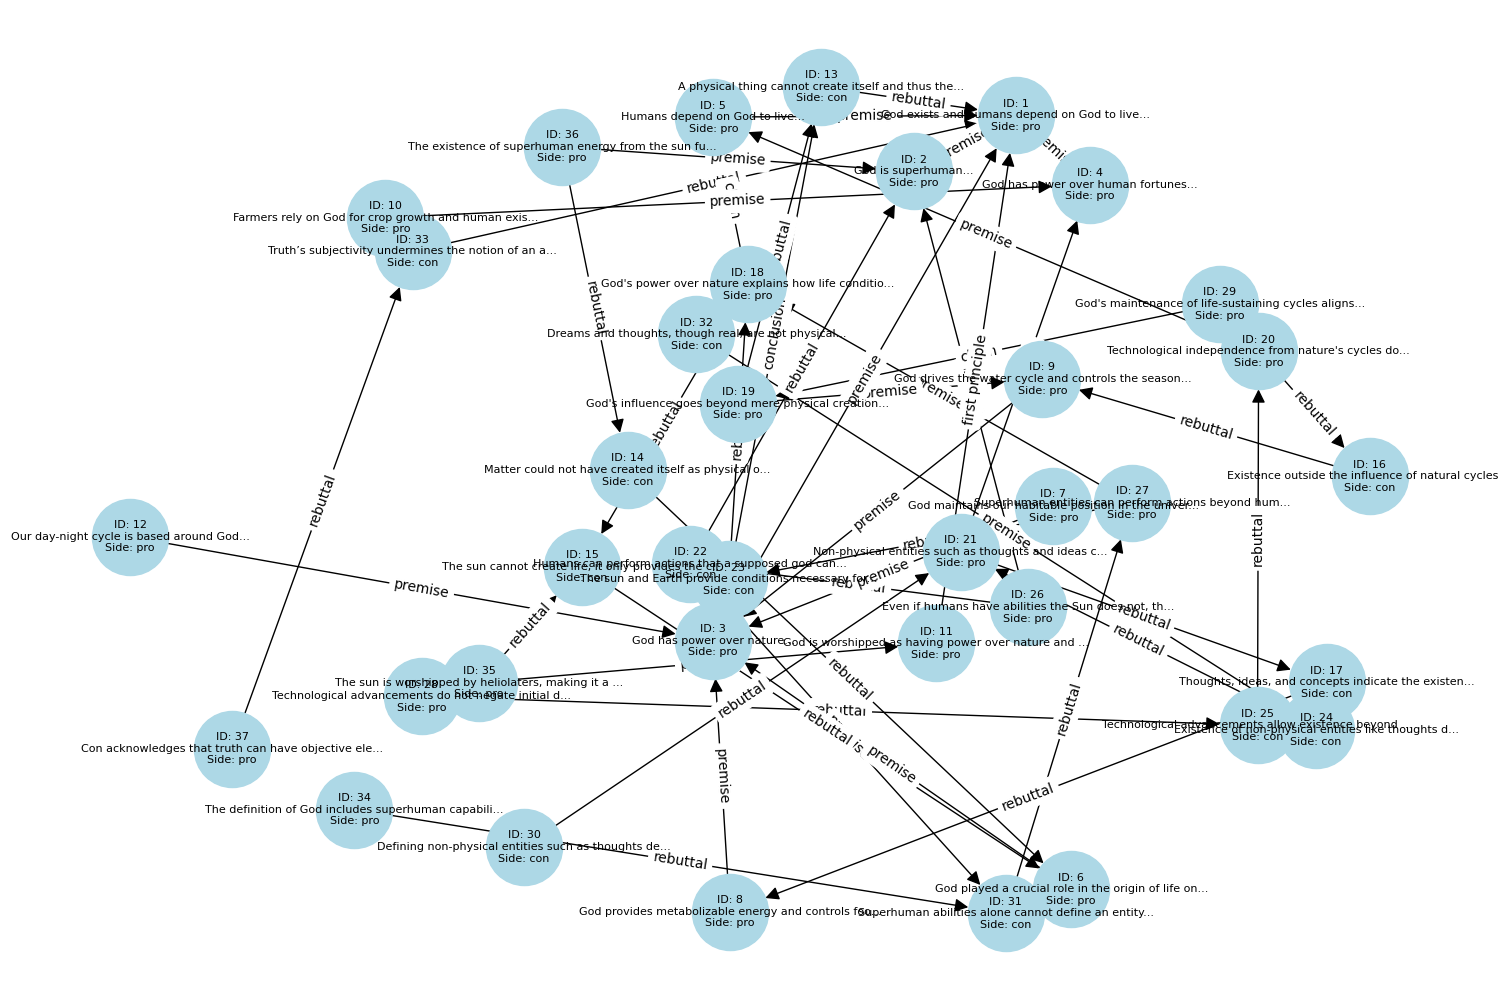 ID: 13
A physical thing cannot create itself and thus the...
Side: con
ID: 5
Humans depend on God to live...
Side: pro
ID: 1
God exists and humans depend on God to live...
Side: pro
rebuttal
premise
ID: 36
The existence of superhuman energy from the sun fu...
Side: pro
premise
ID: 2
God is superhuman...
Side: pro
premise
ID: 4
God has power over human fortunes...
Side: pro
rebuttal
premise
ID: 10
Farmers rely on God for crop growth and human exis...
Side: pro
ID: 33
Truth’s subjectivity undermines the notion of an a...
Side: con
premise
ID: 18
God's power over nature explains how life conditio...
Side: pro
ID: 29
God's maintenance of life-sustaining cycles aligns...
Side: pro
rebuttal
ID: 32
Dreams and thoughts, though real, are not physical...
Side: con
conclusion
ID: 20
Technological independence from nature's cycles do...
Side: pro
rebuttal
premise
first principle
ID: 9
God drives the water cycle and controls the season...
Side: pro
ID: 19
God's influence goes beyond mere physical creation...
Side: pro
premise
premise
rebuttal
rebuttal
rebuttal
ID: 14
Matter could not have created itself as physical o...
Side: con
ID: 16
Existence outside the influence of natural cycles
Side: con
rebuttal
premise
premise
ID: 7
God maintains our habitable position in the univer...
Side: pro
ID: 27
Superhuman entities can perform actions beyond hum...
Side: pro
rebuttal
ID: 12
Our day-night cycle is based around God...
Side: pro
ID: 15
The sun cannot create life; it only provides the c
ID: 22
Humans can perform actions that a supposed god can...
Side: con
The sun and Earth provide conditions necessary for
Side: con
ID: 21
Non-physical entities such as thoughts and ideas c...
Side: pro
premise
premise
ID: 26
Even if humans have abilities the Sun does not, th...
Side: pro
rebuttal
rebuttal
rebuttal
ID: 3
God has power over nature
Side: pro
ID: 11
God is worshipped as having power over nature and ...
Side: pro
ID: 35
The sun is worshipped by heliolaters, making it a ...
Side: pro
Technological advancements do not negate initial d...
Side: pro
rebuttal
rebuttal
rebuttal
rebuttal is
premise
premise
ID: 17
Thoughts, ideas, and concepts indicate the existen...
Side: con
ID: 25
Technological advancements allow existence beyond
Side: con
ID: 24
Existence of non-physical entities like thoughts d...
Side: con
rebuttal
ID: 37
Con acknowledges that truth can have objective ele...
Side: pro
rebuttal
ID: 34
The definition of God includes superhuman capabili...
Side: pro
ID: 30
Defining non-physical entities such as thoughts de...
Side: con
rebuttal
ID: 8
God provides metabolizable energy and controls foo...
Side: pro
ID: 6
God played a crucial role in the origin of life on...
Side: pro
ID: 31
Superhuman abilities alone cannot define an entity...
Side: con